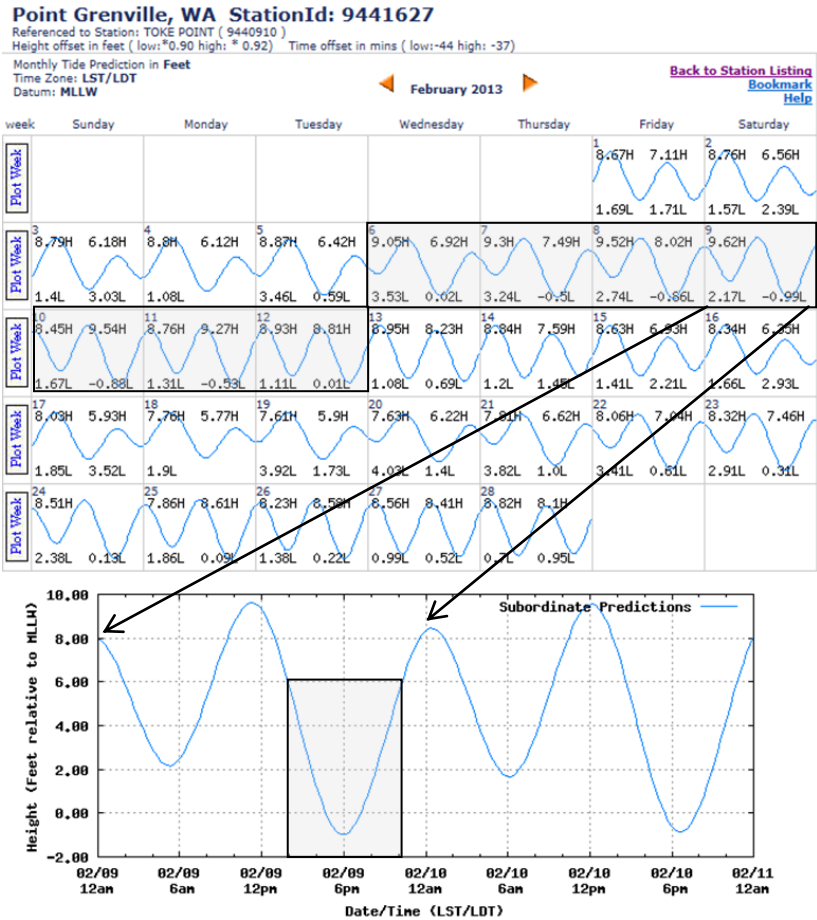 Point Grenville, WA StationId: 9441627
Referenced to Station: TOKE POINT ( 9440910 )
Height offset in feet ( low:*0.90 high: * 0.92) Time offset in mins ( low:-44 high: -37)
Monthly Tide Prediction in Feet
Time Zone: LST/LDT
Datum: MLLW
February 2013
Back to Station Listing
Bookmark
Help
week Sunday Monday Tuesday Wednesday Thursday Friday Saturday
Plot Week
1 2
8.67H 7.11H 8.76H 6.56H
1.69L 1.71L 1.57L 2.39L
Plot Week
3 4 5 6 7 8 9
8.79H 6.18H 8.8H 6.12H 8.87H 6.42H 9.05H 6.92H 9.3H 7.49H 9.52H 8.02H 9.62H
1.4L 3.03L 1.08L 3.46L 0.59L 3.53L 0.02L 3.24L -0.5L 2.74L -0.86L 2.17L -0.99L
Plot Week
10 11 12 13 14 15 16
8.45H 9.54H 8.76H 9.27H 8.93H 8.81H 8.95H 8.23H 8.84H 7.59H 8.63H 6.93H 8.34H 6.35H
1.67L -0.88L 1.31L -0.53L 1.11L 0.01L 1.08L 0.69L 1.2L 1.45L 1.41L 2.21L 1.66L 2.93L
Plot Week
17 18 19 20 21 22 23
8.03H 5.93H 7.76H 5.77H 7.61H 5.9H 7.63H 6.22H 7.81H 6.62H 8.06H 7.04H 8.32H 7.46H
1.85L 3.52L 1.9L 3.92L 1.73L 4.03L 1.4L 3.82L 1.0L 3.41L 0.61L 2.91L 0.31L
Plot Week
24 25 26 27 28
8.51H 7.86H 8.61H 8.23H 8.58H 8.56H 8.41H 8.82H 8.1H
2.38L 0.13L 1.86L 0.09L 1.38L 0.22L 0.99L 0.52L 0.7L 0.95L
Subordinate Predictions
Height (Feet relative to MLLW)
10.00
8.00
6.00
4.00
2.00
0.00
-2.00
02/09 02/09 02/09 02/09 02/10 02/10 02/10 02/10 02/11
12am 6am 12pm 6pm 12am 6am 12pm 6pm 12am
Date/Time (LST/LDT)